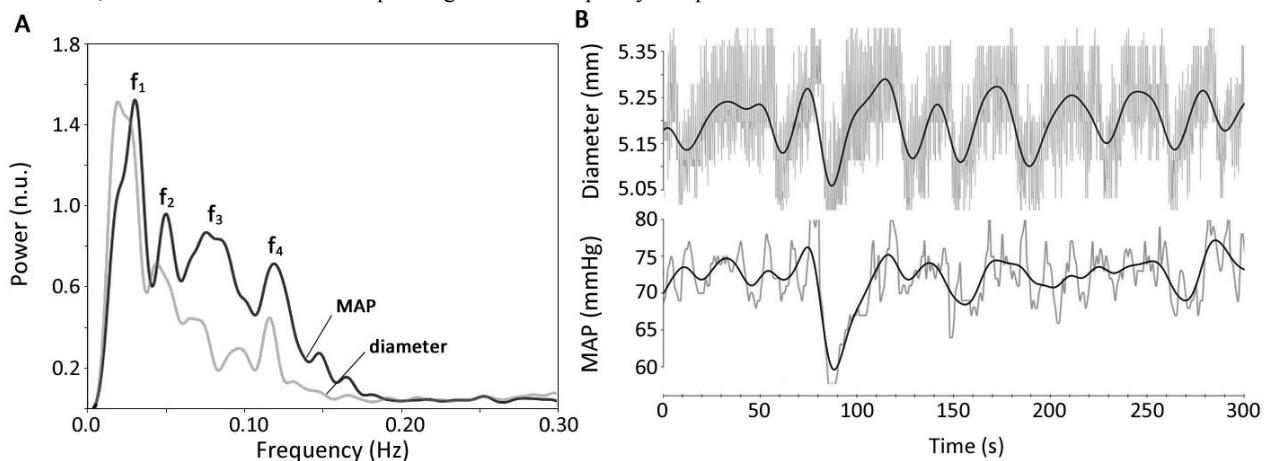 A
Power (n.u.)
1.8
1.4
1.0
0.6
0.2
f₁
f₂
f₃
f₄
MAP
diameter
0.0 0.10 0.20 0.30
Frequency (Hz)
B
Diameter (mm)
5.35
5.25
5.15
5.05
MAP (mmHg)
80
75
70
65
60
0 50 100 150 200 250 300
Time (s)